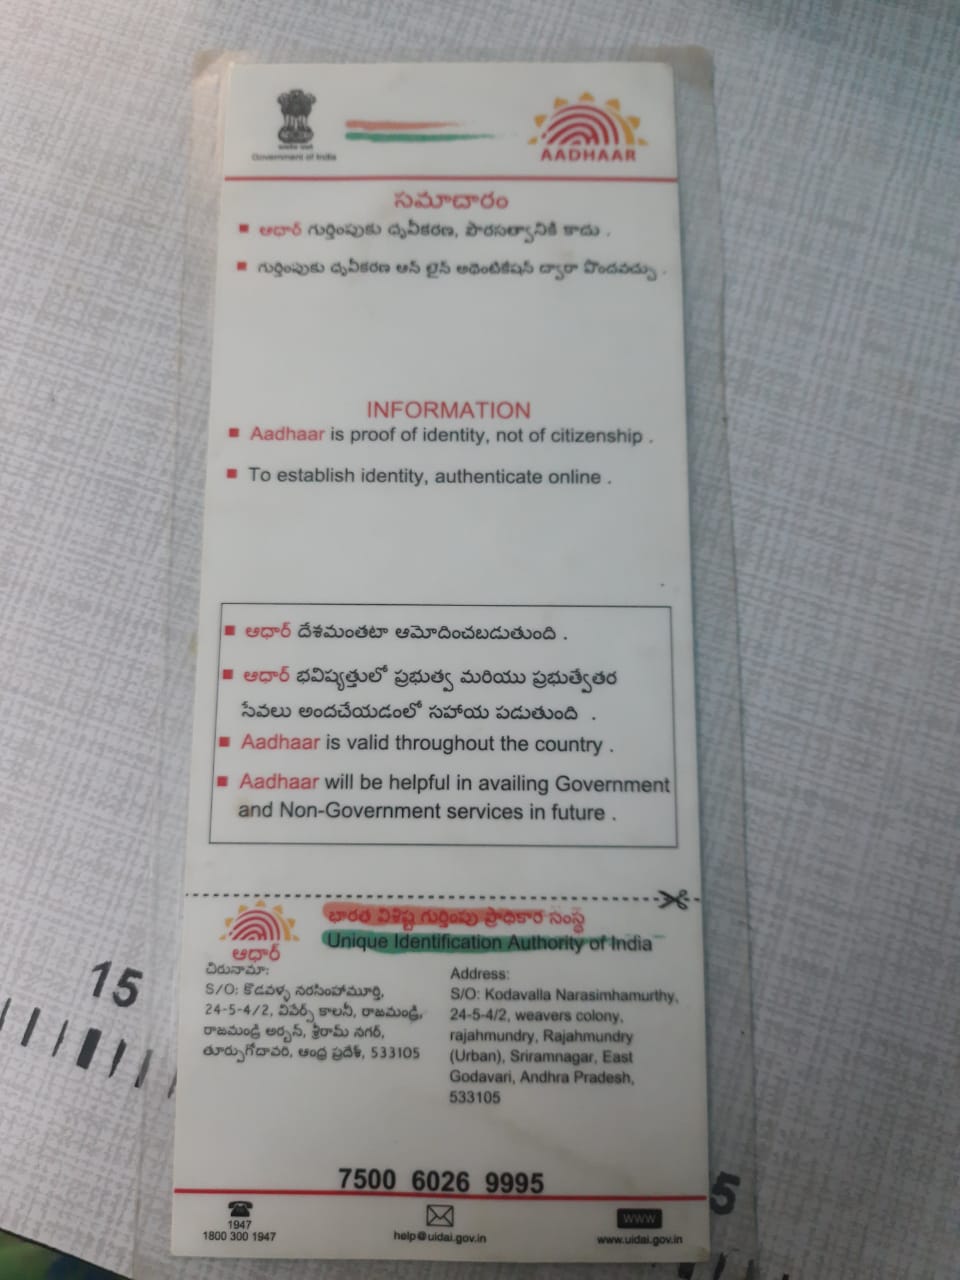 Government of India
AADHAAR
సమాచారం
ఆధార్ గుర్తింపుకు ధృవీకరణ, పౌరసత్వానికి కాదు .
గుర్తింపుకు ధృవీకరణ ఆన్ లైన్ అథెంటికేషన్ ద్వారా పొందవచ్చు .
INFORMATION
Aadhaar is proof of identity, not of citizenship .
To establish identity, authenticate online .
ఆధార్ దేశమంతటా ఆమోదించబడుతుంది .
ఆధార్ భవిష్యత్తులో ప్రభుత్వ మరియు ప్రభుత్వేతర
సేవలు అందచేయడంలో సహాయ పడుతుంది .
Aadhaar is valid throughout the country .
Aadhaar will be helpful in availing Government
and Non-Government services in future .
భారత విశిష్ట గుర్తింపు ప్రాధికార సంస్థ
Unique Identification Authority of India
ఆధార్
చిరునామా:
S/O: కొడవళ్ళ నరసింహామూర్తి,
24-5-4/2, వివేర్స్ కాలనీ, రాజమండ్రి,
రాజమండ్రి అర్బన్, శ్రీరామ్ నగర్,
తూర్పుగోదావరి, ఆంధ్ర ప్రదేశ్, 533105
Address:
S/O: Kodavalla Narasimhamurthy,
24-5-4/2, weavers colony,
rajahmundry, Rajahmundry
(Urban), Sriramnagar, East
Godavari, Andhra Pradesh,
533105
7500 6026 9995
1947
1800 300 1947
help@uidai.gov.in
WWW
www.uidai.gov.in
15
5